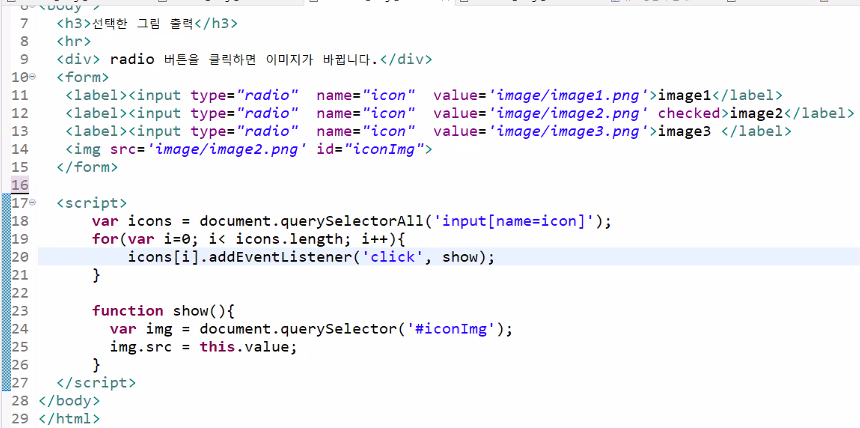 6 <body >
7 <h3>선택한 그림 출력</h3>
8 <hr>
9 <div> radio 버튼을 클릭하면 이미지가 바뀝니다.</div>
10 <form>
11 <label><input type="radio"  name="icon"  value='image/image1.png'>image1</label>
12 <label><input type="radio"  name="icon"  value='image/image2.png' checked>image2</label>
13 <label><input type="radio"  name="icon"  value='image/image3.png'>image3 </label>
14 <img src='image/image2.png' id="iconImg">
15 </form>
16
17 <script>
18 var icons = document.querySelectorAll('input[name=icon]');
19 for(var i=0; i< icons.length; i++){
20 icons[i].addEventListener('click', show);
21 }
22
23 function show(){
24 var img = document.querySelector('#iconImg');
25 img.src = this.value;
26 }
27 </script>
28 </body>
29 </html>